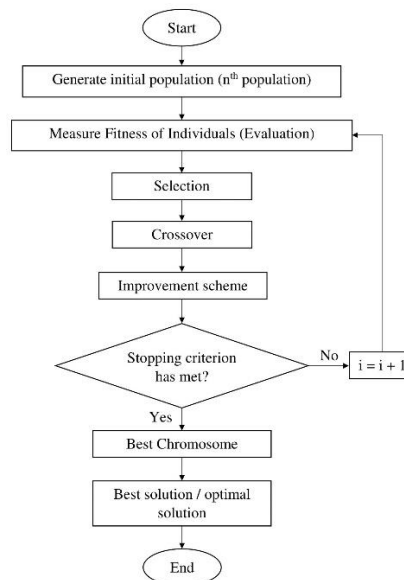 Start
Generate initial population (nth population)
Measure Fitness of Individuals (Evaluation)
Selection
Crossover
Improvement scheme
Stopping criterion
has met?
No
i = i + 1
Yes
Best Chromosome
Best solution / optimal
solution
End